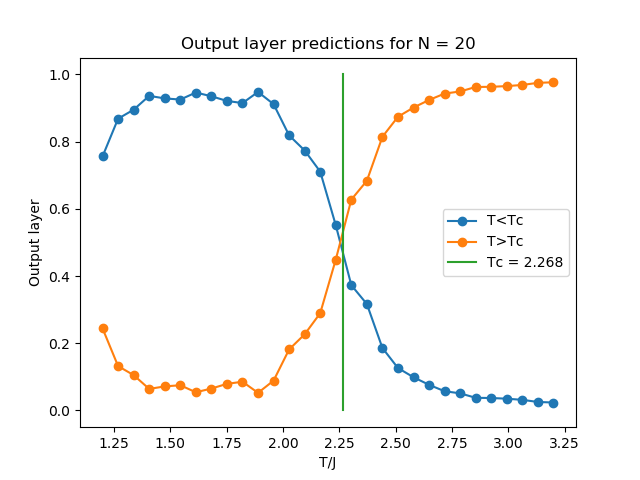 Output layer predictions for N = 20
Output layer
1.0
0.8
0.6
0.4
0.2
0.0
T<Tc
T>Tc
Tc = 2.268
1.25 1.50 1.75 2.00 2.25 2.50 2.75 3.00 3.25
T/J